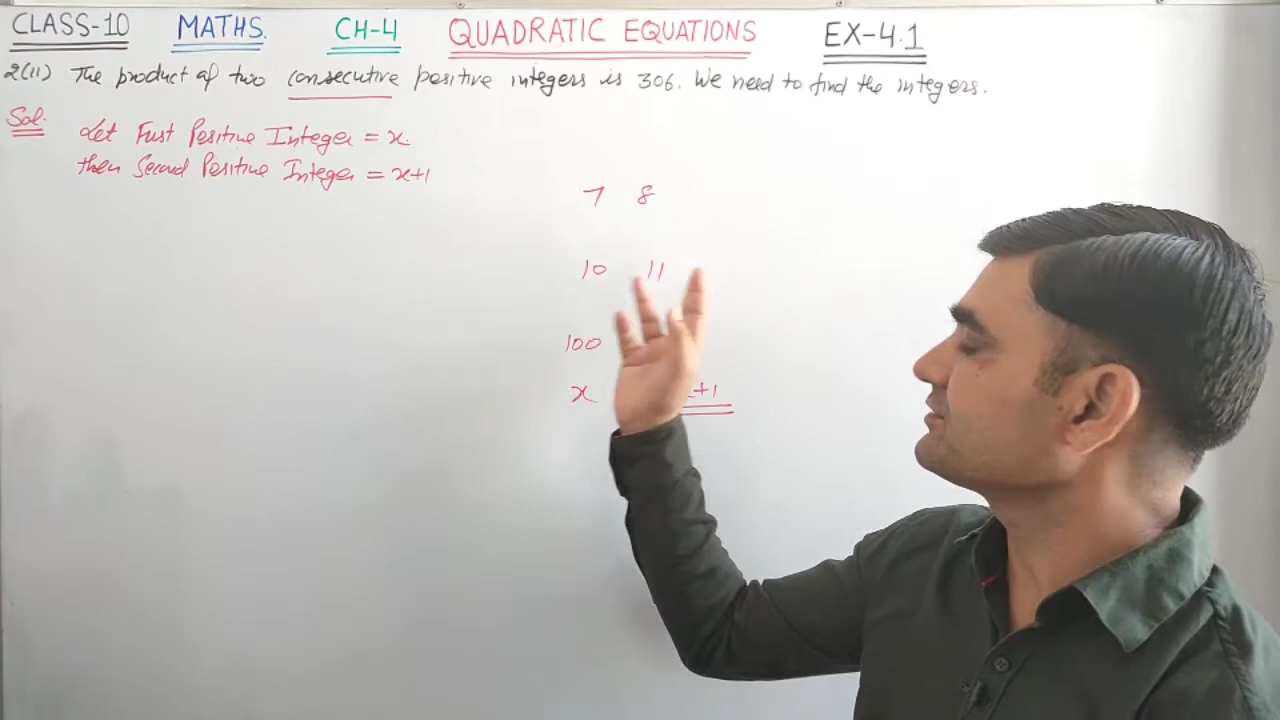 CLASS-10 MATHS. CH-4 QUADRATIC EQUATIONS EX-4.1
2(ii) The product of two consecutive positive integers is 306. We need to find the integers.
Sol.
Let First Positive Integer = x.
then Second Positive Integer = x+1
7 8
10 11
100
x +1